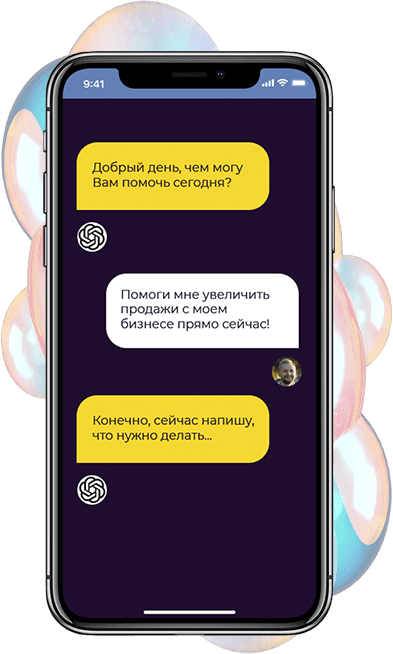 9:41
Добрый день, чем могу
Вам помочь сегодня?
Помоги мне увеличить
продажи с моем
бизнесе прямо сейчас!
Конечно, сейчас напишу,
что нужно делать...